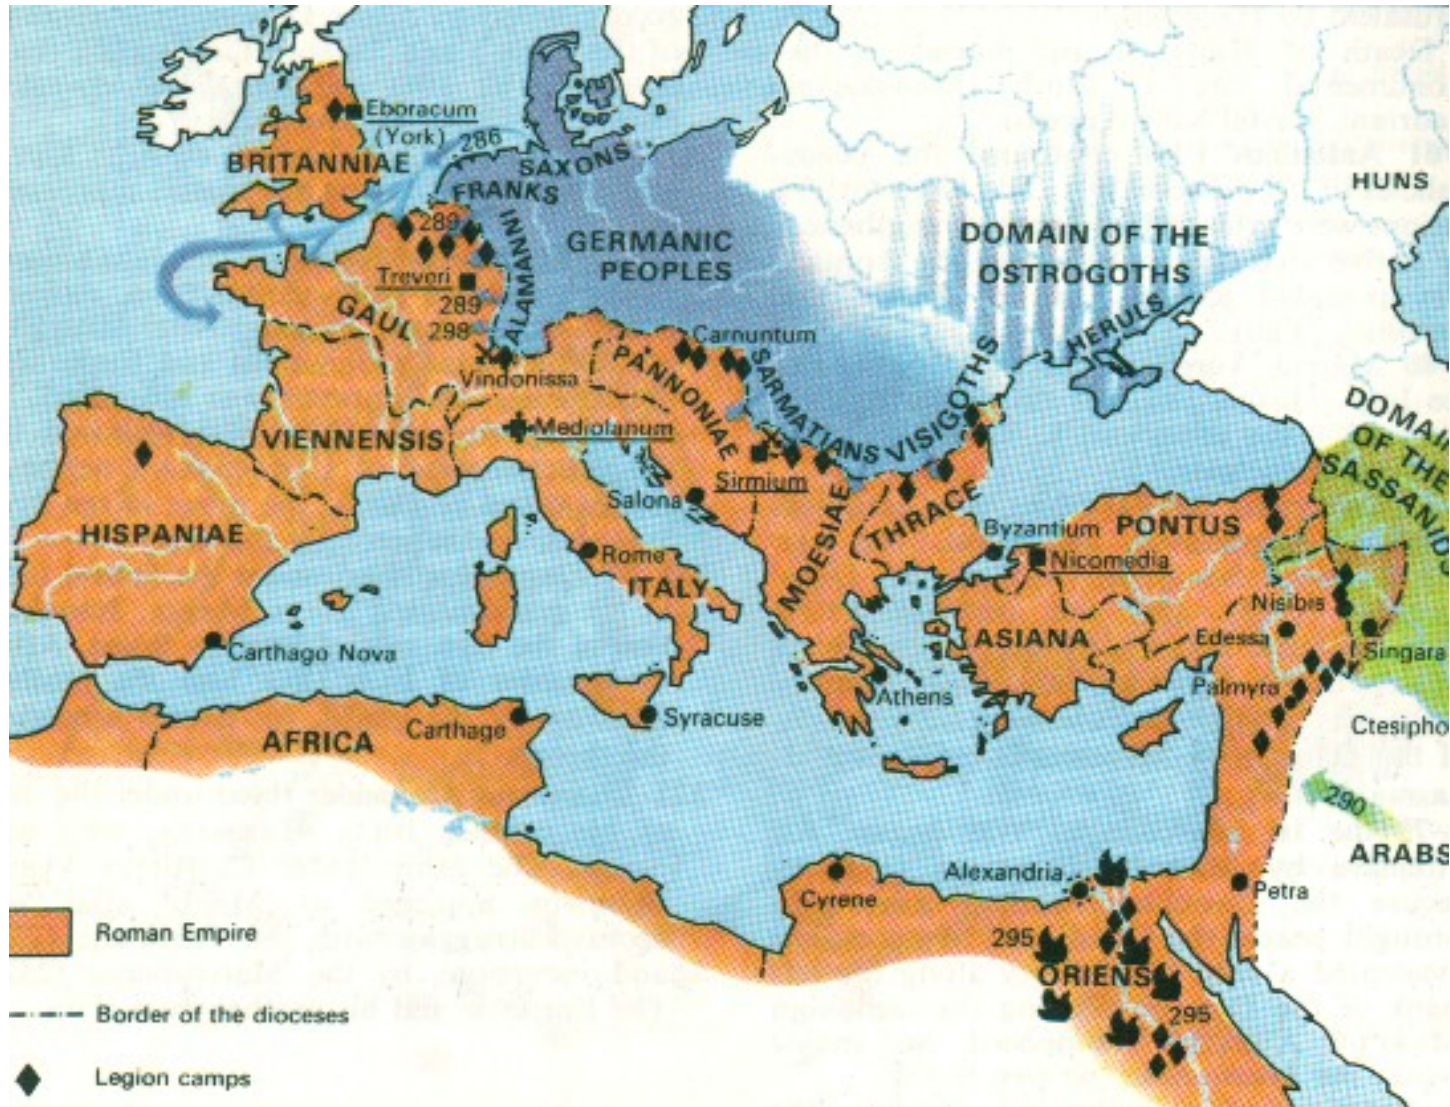 Eboracum
(York)
286
BRITANNIAE
SAXONS
FRANKS
HUNS
289
ALAMANNI
GERMANIC
PEOPLES
DOMAIN OF THE
OSTROGOTHS
Treveri
289
GAUL
298
HERULS
Carnuntum
Vindonissa
PANNONIAE
SARMATIANS
VISIGOTHS
DOMAI
OF THE
SASSANID
VIENNENSIS
Mediolanum
Sirmium
Salona
HISPANIAE
Rome
ITALY
MOESIAE
THRACE
Byzantium
PONTUS
Nicomedia
Nisibis
Edessa
Singara
Carthago Nova
ASIANA
Palmyra
Athens
Syracuse
Carthage
AFRICA
Ctesipho
290
ARABS
Alexandria
Cyrene
Petra
295
ORIENS
295
Roman Empire
Border of the dioceses
Legion camps